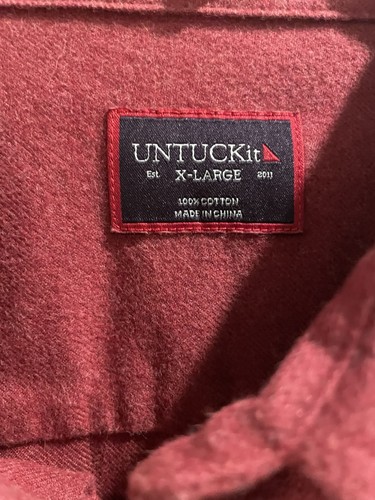 UNTUCKit
Est X-LARGE 2011
100% COTTON
MADE IN CHINA